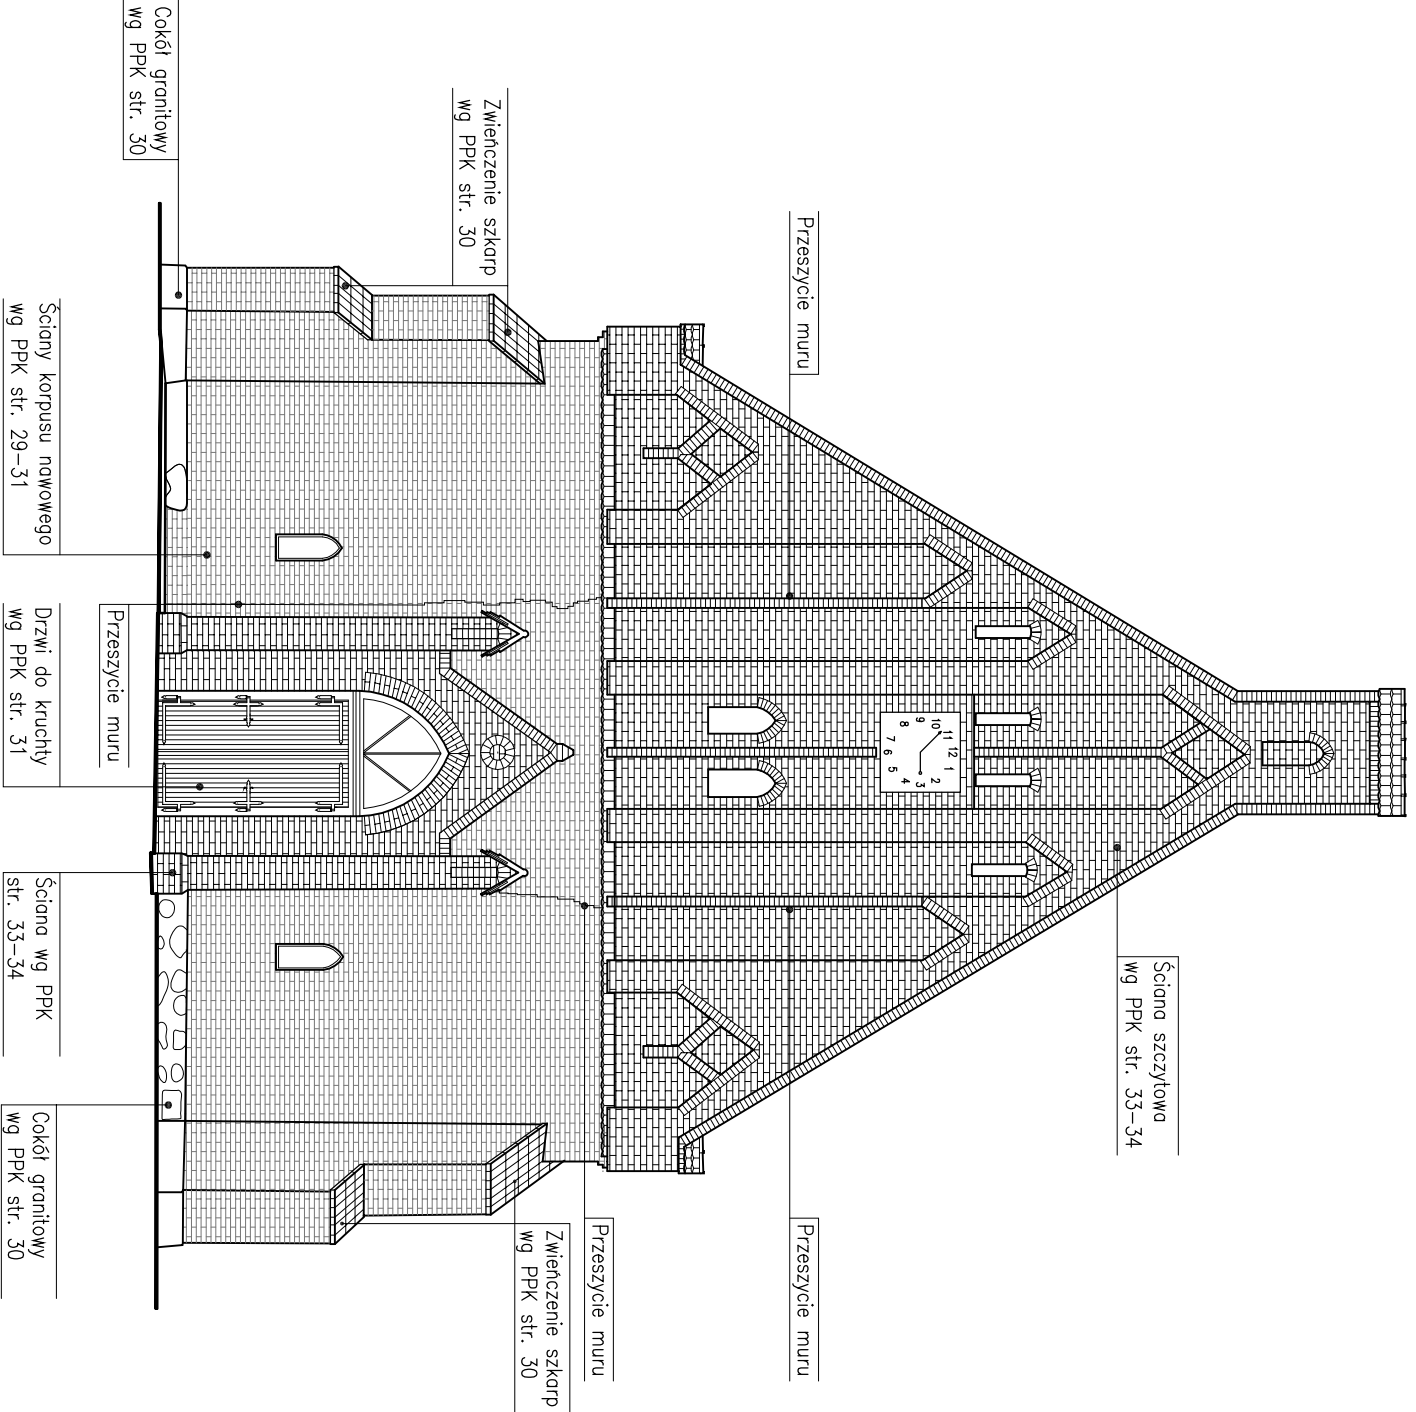 Cokół granitowy
wg PPK str. 30
Zwieńczenie szkarp
wg PPK str. 30
Przeszycie muru
Ściany korpusu nawowego
wg PPK str. 29-31
Przeszycie muru
Drzwi do kruchty
wg PPK str. 31
12
1
2
3
4
5
6
7
8
9
10
11
Ściana wg PPK
str. 33-34
Ściana szczytowa
wg PPK str. 33-34
Cokół granitowy
wg PPK str. 30
Zwieńczenie szkarp
wg PPK str. 30
Przeszycie muru
Przeszycie muru